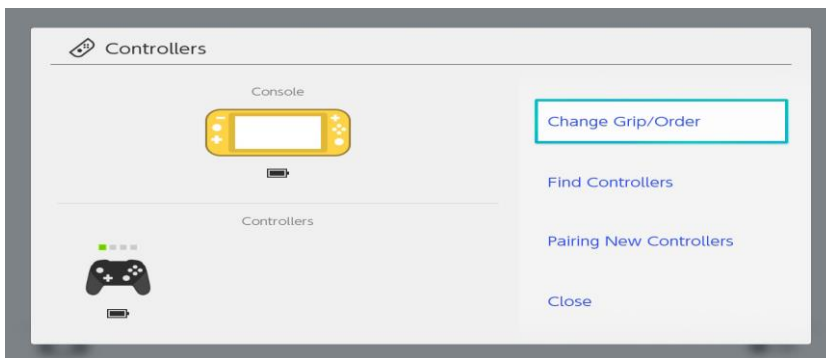 Controllers
Console
Controllers
Change Grip/Order
Find Controllers
Pairing New Controllers
Close